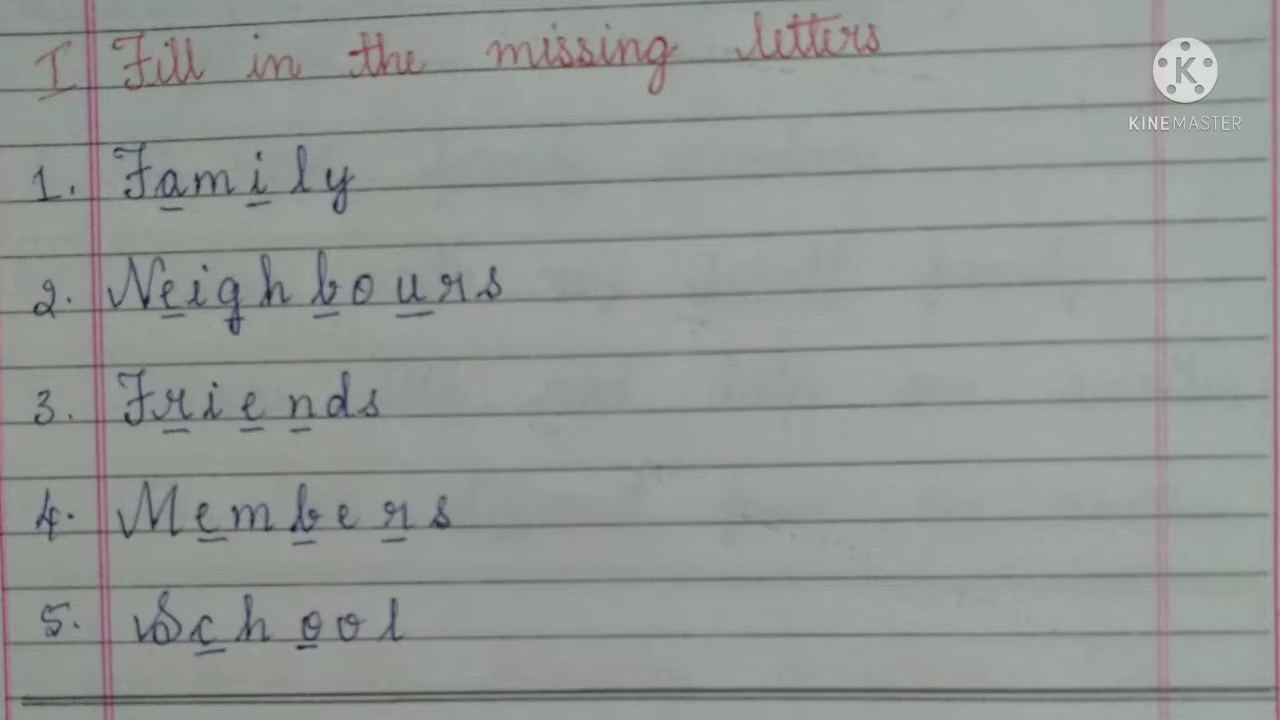 I Fill in the missing letters
KINEMASTER
1. Family
2. Neighbours
3. Friends
4. Members
5. School